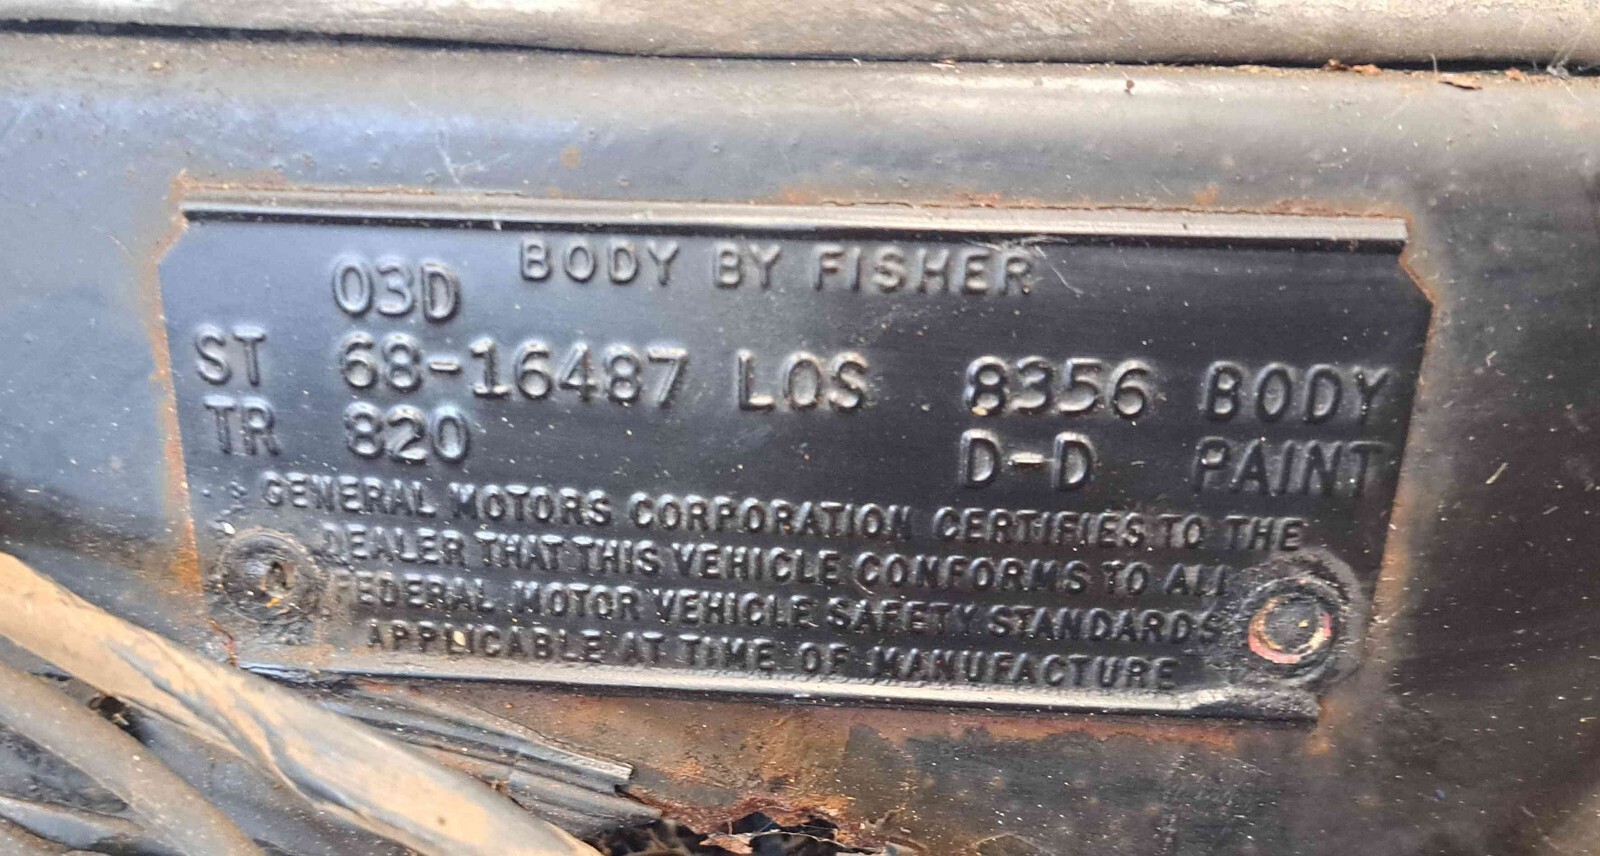 BODY BY FISHER
03D
ST 68-16487 LOS 8356 BODY
TR 820 D-D PAINT
GENERAL MOTORS CORPORATION CERTIFIES TO THE
DEALER THAT THIS VEHICLE CONFORMS TO ALL
FEDERAL MOTOR VEHICLE SAFETY STANDARDS
APPLICABLE AT TIME OF MANUFACTURE